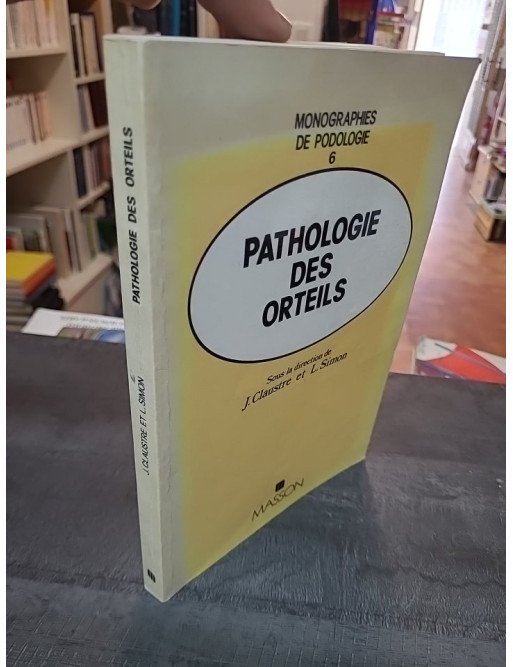 MONOGRAPHIES
DE PODOLOGIE
6
PATHOLOGIE
DES
ORTEILS
Sous la direction de
J. Claustre et L. Simon
MASSON
PATHOLOGIE DES ORTEILS
J. CLAUSTRE ET L. SIMON